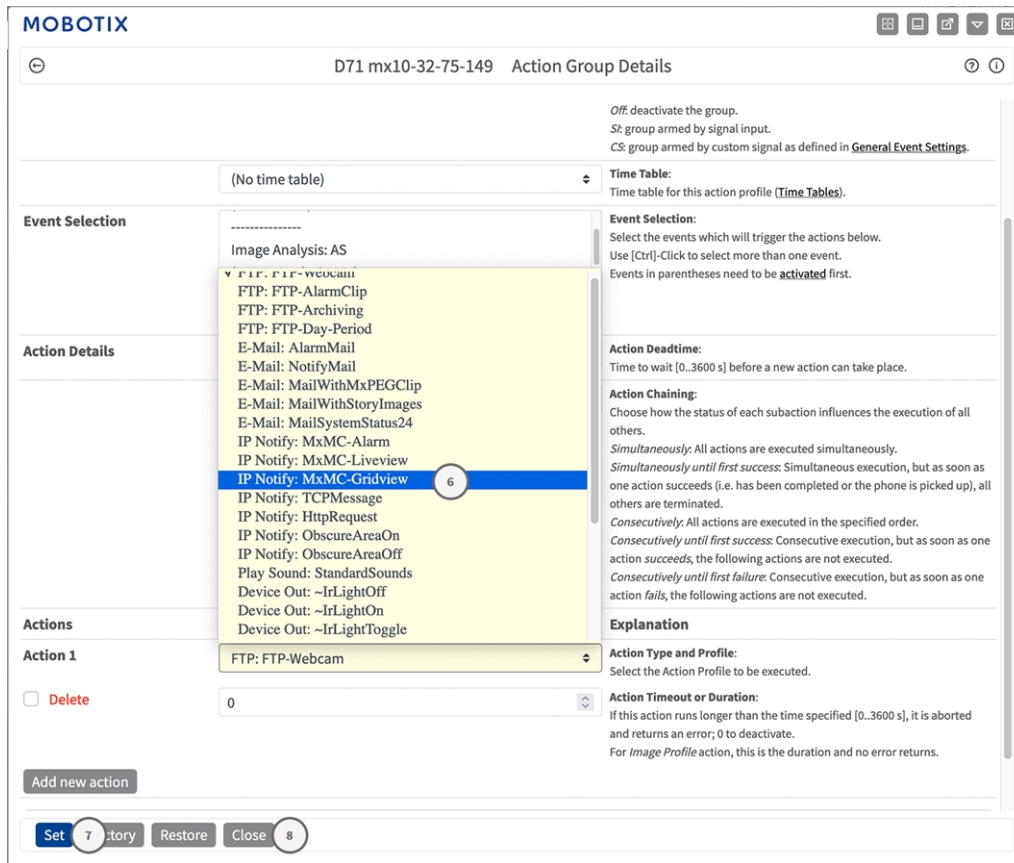 MOBOTIX
D71 mx10-32-75-149 Action Group Details
Off: deactivate the group.
SI: group armed by signal input.
CS: group armed by custom signal as defined in General Event Settings.
(No time table)
Time Table:
Time table for this action profile (Time Tables).
Event Selection
---------------
Image Analysis: AS
Event Selection:
Select the events which will trigger the actions below.
Use [Ctrl]-Click to select more than one event.
Events in parentheses need to be activated first.
FTP: FTP-Webcam
FTP: FTP-AlarmClip
FTP: FTP-Archiving
FTP: FTP-Day-Period
E-Mail: AlarmMail
E-Mail: NotifyMail
E-Mail: MailWithMxPEGClip
E-Mail: MailWithStoryImages
E-Mail: MailSystemStatus24
IP Notify: MxMC-Alarm
IP Notify: MxMC-Liveview
IP Notify: MxMC-Gridview
6
IP Notify: TCPMessage
IP Notify: HttpRequest
IP Notify: ObscureAreaOn
IP Notify: ObscureAreaOff
Play Sound: StandardSounds
Device Out: ~IrLightOff
Device Out: ~IrLightOn
Device Out: ~IrLightToggle
Action Details
Action Deadtime:
Time to wait [0..3600 s] before a new action can take place.
Action Chaining:
Choose how the status of each subaction influences the execution of all
others.
Simultaneously: All actions are executed simultaneously.
Simultaneously until first success: Simultaneous execution, but as soon as
one action succeeds (i.e. has been completed or the phone is picked up), all
others are terminated.
Consecutively: All actions are executed in the specified order.
Consecutively until first success: Consecutive execution, but as soon as one
action succeeds, the following actions are not executed.
Consecutively until first failure: Consecutive execution, but as soon as one
action fails, the following actions are not executed.
Actions
Explanation
Action 1
FTP: FTP-Webcam
Action Type and Profile:
Select the Action Profile to be executed.
Delete
0
Action Timeout or Duration:
If this action runs longer than the time specified [0..3600 s], it is aborted
and returns an error; 0 to deactivate.
For Image Profile action, this is the duration and no error returns.
Add new action
Set 7 tory Restore Close 8